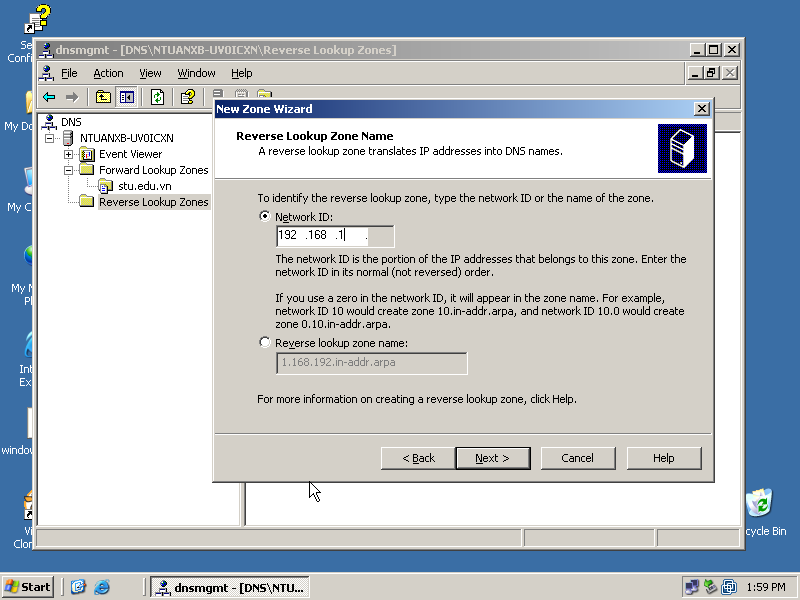 Se
Confi
My Do
My C
My N
Pl
Int
Ex
window
Vi
Clon
dnsmgmt - [DNS\NTUANXB-UV0ICXN\Reverse Lookup Zones]
File Action View Window Help
DNS
NTUANXB-UV0ICXN
Event Viewer
Forward Lookup Zones
stu.edu.vn
Reverse Lookup Zones
New Zone Wizard
Reverse Lookup Zone Name
A reverse lookup zone translates IP addresses into DNS names.
To identify the reverse lookup zone, type the network ID or the name of the zone.
Network ID:
192 .168 .1 .
The network ID is the portion of the IP addresses that belongs to this zone. Enter the
network ID in its normal (not reversed) order.
If you use a zero in the network ID, it will appear in the zone name. For example,
network ID 10 would create zone 10.in-addr.arpa, and network ID 10.0 would create
zone 0.10.in-addr.arpa.
Reverse lookup zone name:
1.168.192.in-addr.arpa
For more information on creating a reverse lookup zone, click Help.
< Back Next > Cancel Help
cycle Bin
Start dnsmgmt - [DNS\NTU... 1:59 PM